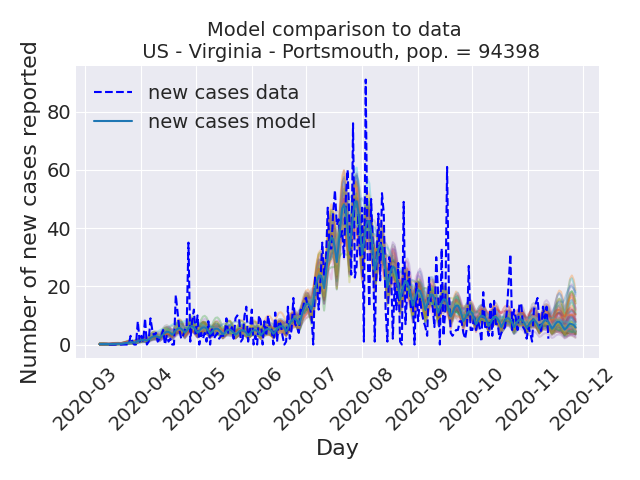 Model comparison to data
US - Virginia - Portsmouth, pop. = 94398
Number of new cases reported
80
60
40
20
0
new cases data
new cases model
2020-03
2020-04
2020-05
2020-06
2020-07
2020-08
2020-09
2020-10
2020-11
2020-12
Day